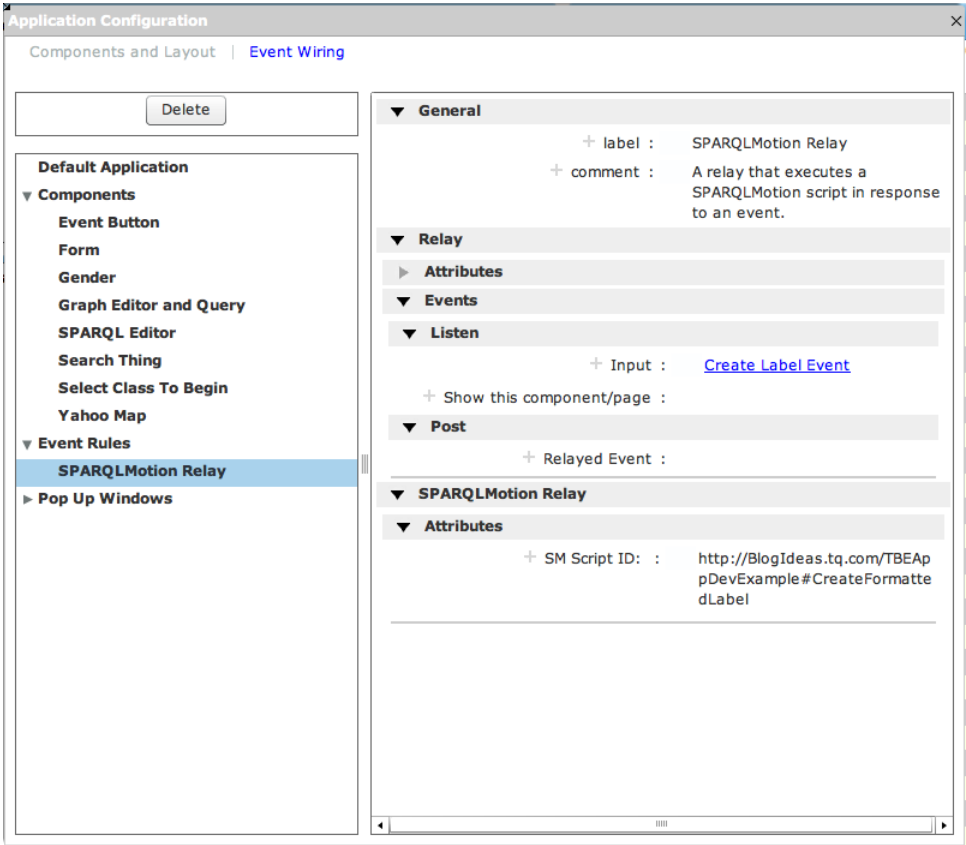 Application Configuration
Components and Layout | Event Wiring
Delete
Default Application
Components
Event Button
Form
Gender
Graph Editor and Query
SPARQL Editor
Search Thing
Select Class To Begin
Yahoo Map
Event Rules
SPARQLMotion Relay
Pop Up Windows
General
label : SPARQLMotion Relay
comment : A relay that executes a
SPARQLMotion script in response
to an event.
Relay
Attributes
Events
Listen
Input : Create Label Event
Show this component/page :
Post
Relayed Event :
SPARQLMotion Relay
Attributes
SM Script ID: : http://BlogIdeas.tq.com/TBEAp
pDevExample#CreateFormatte
dLabel